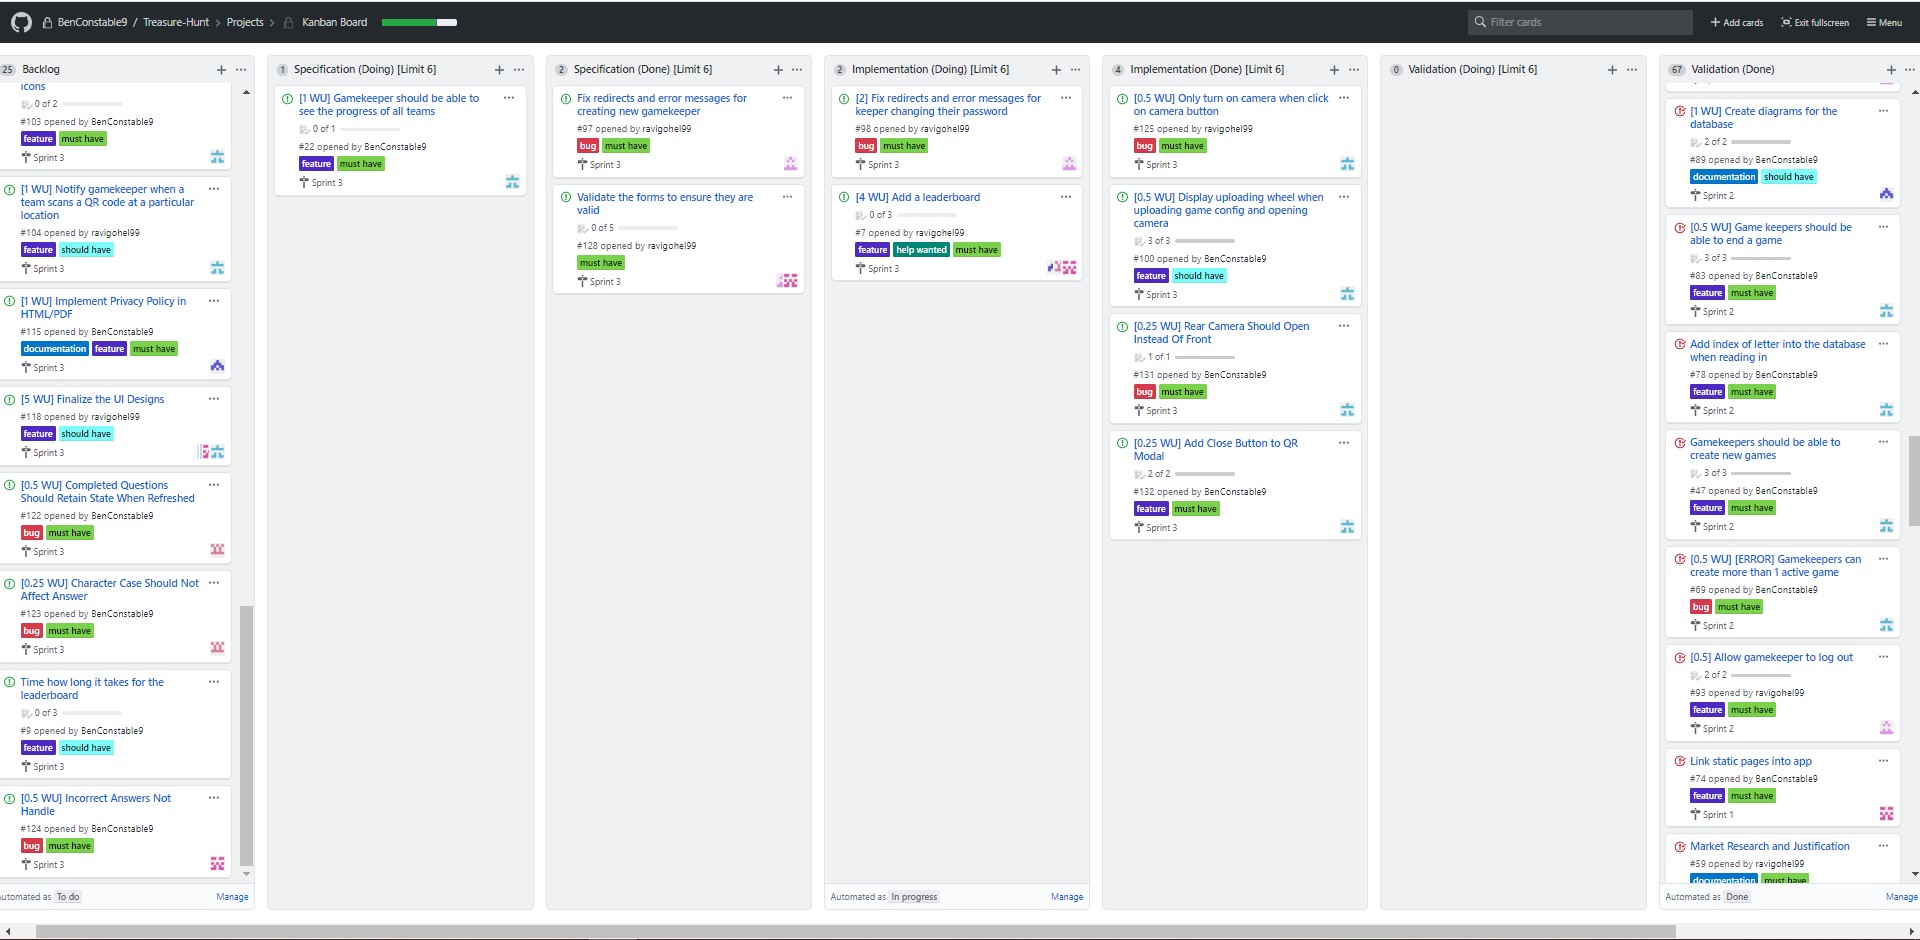 BenConstable9 / Treasure-Hunt > Projects > Kanban Board
Filter cards
+ Add cards
Exit fullscreen
Menu
25 Backlog
icons
0 of 2
#103 opened by BenConstable9
feature must have
Sprint 3
[1 WU] Notify gamekeeper when a
team scans a QR code at a particular
location
#104 opened by ravigohel99
feature should have
Sprint 3
[1 WU] Implement Privacy Policy in
HTML/PDF
#115 opened by BenConstable9
documentation feature must have
Sprint 3
[5 WU] Finalize the UI Designs
#118 opened by ravigohel99
feature should have
Sprint 3
[0.5 WU] Completed Questions
Should Retain State When Refreshed
#122 opened by BenConstable9
bug must have
Sprint 3
[0.25 WU] Character Case Should Not
Affect Answer
#123 opened by BenConstable9
bug must have
Sprint 3
Time how long it takes for the
leaderboard
0 of 3
#9 opened by BenConstable9
feature should have
Sprint 3
[0.5 WU] Incorrect Answers Not
Handle
#124 opened by BenConstable9
bug must have
Sprint 3
utomated as To do
Manage
1 Specification (Doing) [Limit 6]
[1 WU] Gamekeeper should be able to
see the progress of all teams
0 of 1
#22 opened by BenConstable9
feature must have
Sprint 3
2 Specification (Done) [Limit 6]
Fix redirects and error messages for
creating new gamekeeper
#97 opened by ravigohel99
bug must have
Sprint 3
Validate the forms to ensure they are
valid
0 of 5
#128 opened by ravigohel99
must have
Sprint 3
2 Implementation (Doing) [Limit 6]
[2] Fix redirects and error messages for
keeper changing their password
#98 opened by ravigohel99
bug must have
Sprint 3
[4 WU] Add a leaderboard
0 of 3
#7 opened by ravigohel99
feature help wanted must have
Sprint 3
Automated as In progress
Manage
4 Implementation (Done) [Limit 6]
[0.5 WU] Only turn on camera when click
on camera button
#125 opened by ravigohel99
bug must have
Sprint 3
[0.5 WU] Display uploading wheel when
uploading game config and opening
camera
3 of 3
#100 opened by BenConstable9
feature should have
Sprint 3
[0.25 WU] Rear Camera Should Open
Instead Of Front
1 of 1
#131 opened by BenConstable9
bug must have
Sprint 3
[0.25 WU] Add Close Button to QR
Modal
2 of 2
#132 opened by BenConstable9
feature must have
Sprint 3
0 Validation (Doing) [Limit 6]
67 Validation (Done)
[1 WU] Create diagrams for the
database
2 of 2
#89 opened by BenConstable9
documentation should have
Sprint 2
[0.5 WU] Game keepers should be
able to end a game
3 of 3
#83 opened by BenConstable9
feature must have
Sprint 2
Add index of letter into the database
when reading in
#78 opened by BenConstable9
feature must have
Sprint 2
Gamekeepers should be able to
create new games
3 of 3
#47 opened by BenConstable9
feature must have
Sprint 2
[0.5 WU] [ERROR] Gamekeepers can
create more than 1 active game
#69 opened by BenConstable9
bug must have
Sprint 2
[0.5] Allow gamekeeper to log out
2 of 2
#93 opened by ravigohel99
feature must have
Sprint 2
Link static pages into app
#74 opened by BenConstable9
feature must have
Sprint 1
Market Research and Justification
#59 opened by ravigohel99
documentation must have
Automated as Done
Manage